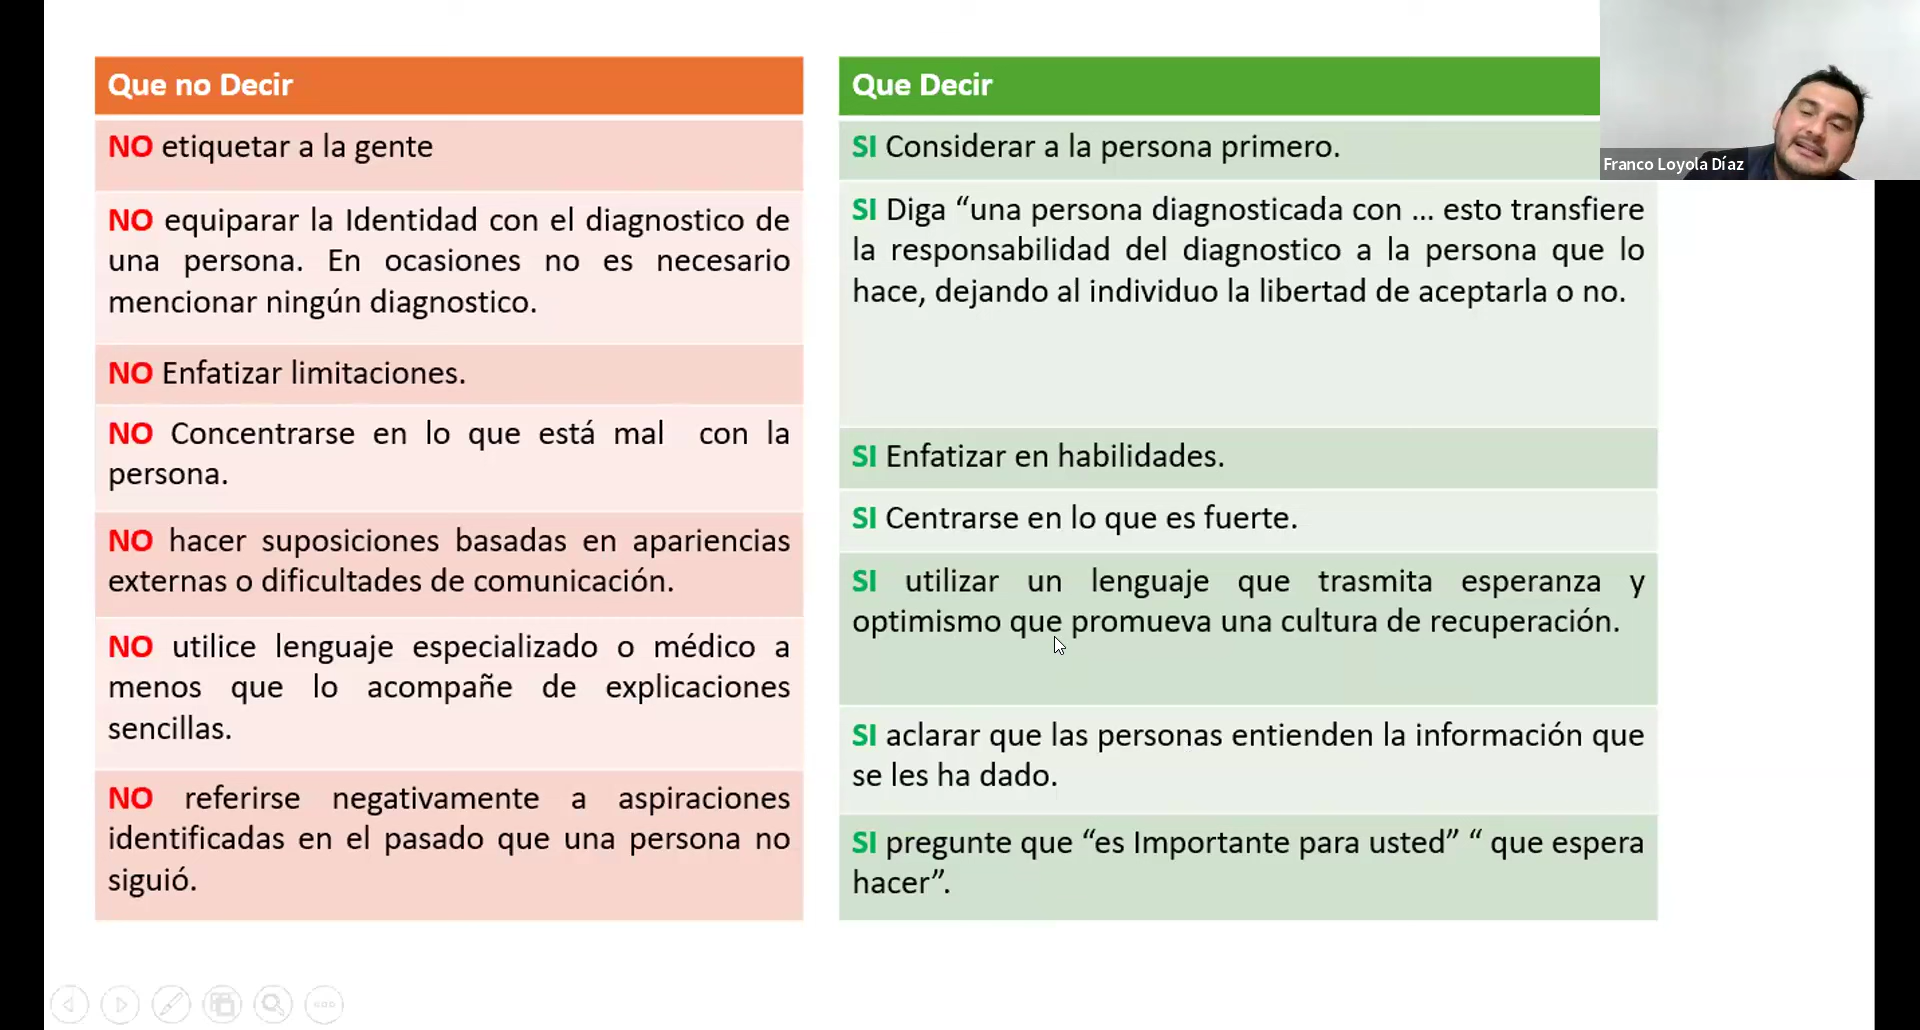 Que no Decir
NO etiquetar a la gente
NO equiparar la Identidad con el diagnostico de
una persona. En ocasiones no es necesario
mencionar ningún diagnostico.
NO Enfatizar limitaciones.
NO Concentrarse en lo que está mal con la
persona.
NO hacer suposiciones basadas en apariencias
externas o dificultades de comunicación.
NO utilice lenguaje especializado o médico a
menos que lo acompañe de explicaciones
sencillas.
NO referirse negativamente a aspiraciones
identificadas en el pasado que una persona no
siguió.
Que Decir
SI Considerar a la persona primero.
SI Diga “una persona diagnosticada con ... esto transfiere
la responsabilidad del diagnostico a la persona que lo
hace, dejando al individuo la libertad de aceptarla o no.
SI Enfatizar en habilidades.
SI Centrarse en lo que es fuerte.
SI utilizar un lenguaje que trasmita esperanza y
optimismo que promueva una cultura de recuperación.
SI aclarar que las personas entienden la información que
se les ha dado.
SI pregunte que “es Importante para usted” “ que espera
hacer”.
Franco Loyola Díaz